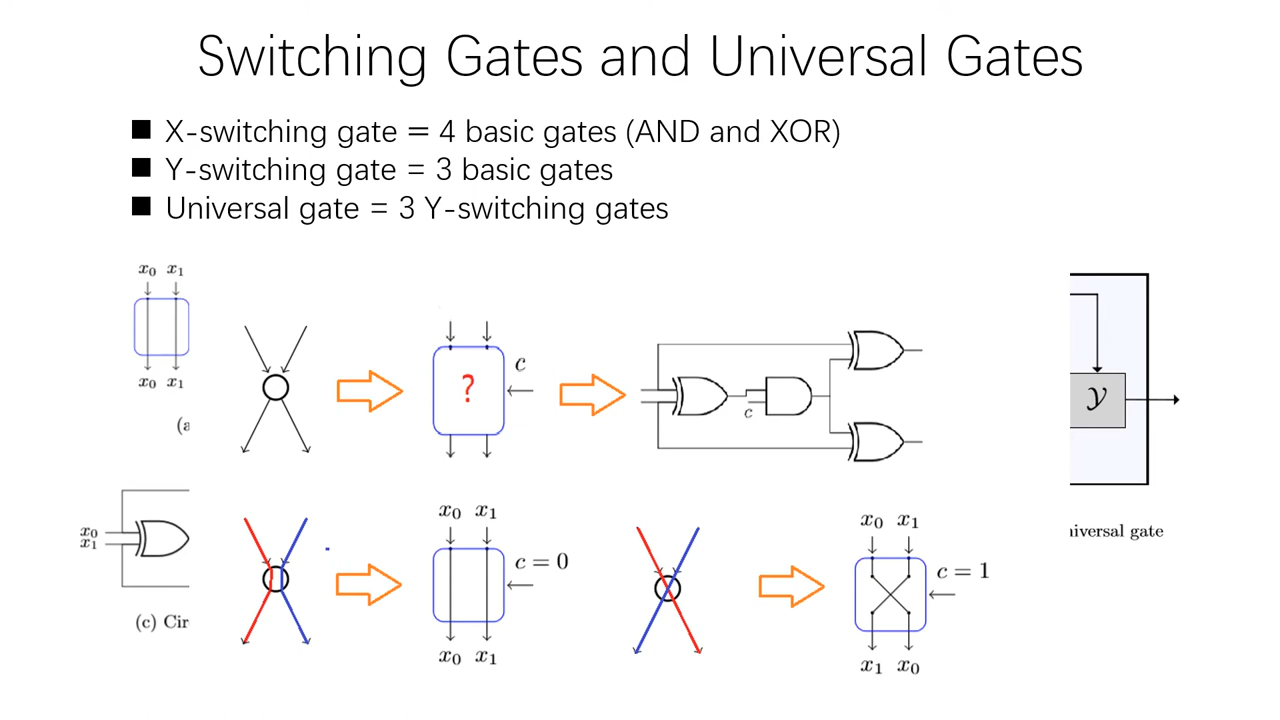 Switching Gates and Universal Gates
■ X-switching gate = 4 basic gates (AND and XOR)
■ Y-switching gate = 3 basic gates
■ Universal gate = 3 Y-switching gates
x0 x1
x0 x1
(a
?
c
c
𝒴
iversal gate
x0
x1
(c) Cir
x0 x1
c = 0
x0 x1
x0 x1
c = 1
x1 x0